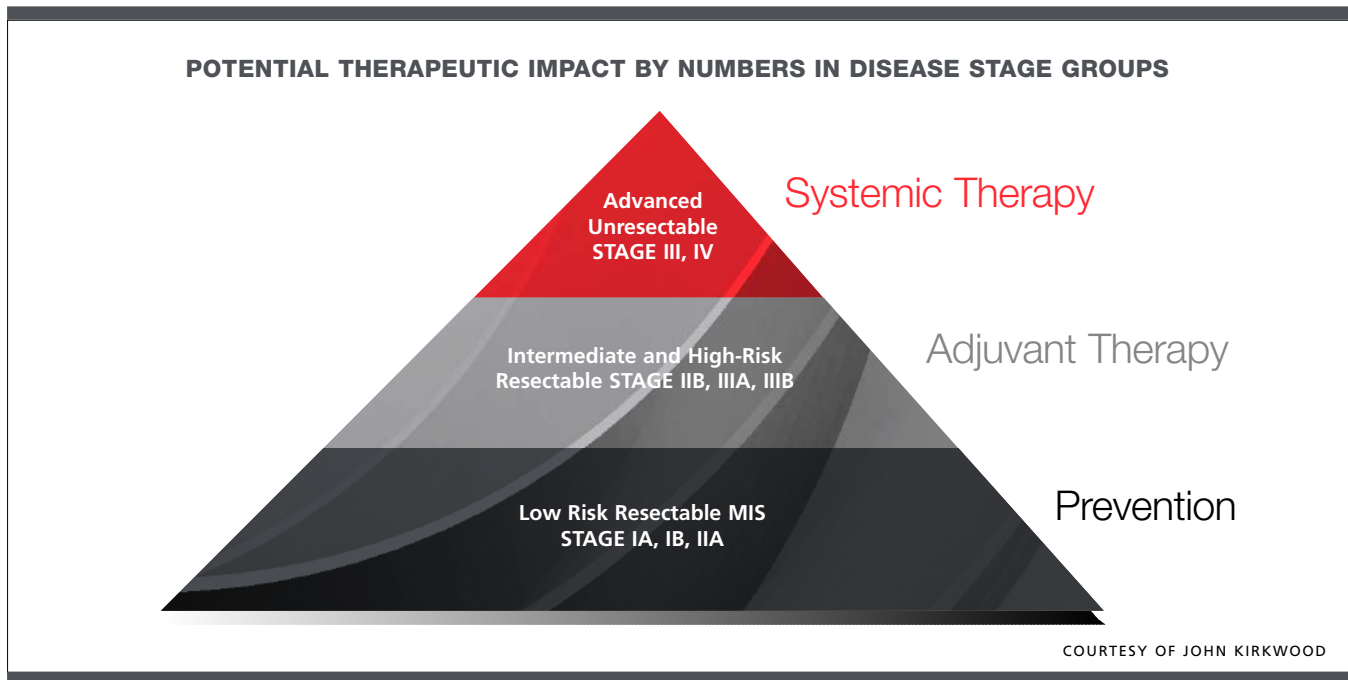 POTENTIAL THERAPEUTIC IMPACT BY NUMBERS IN DISEASE STAGE GROUPS
Advanced
Unresectable
STAGE III, IV
Systemic Therapy
Intermediate and High-Risk
Resectable STAGE IIB, IIIA, IIIB
Adjuvant Therapy
Low Risk Resectable MIS
STAGE IA, IB, IIA
Prevention
COURTESY OF JOHN KIRKWOOD